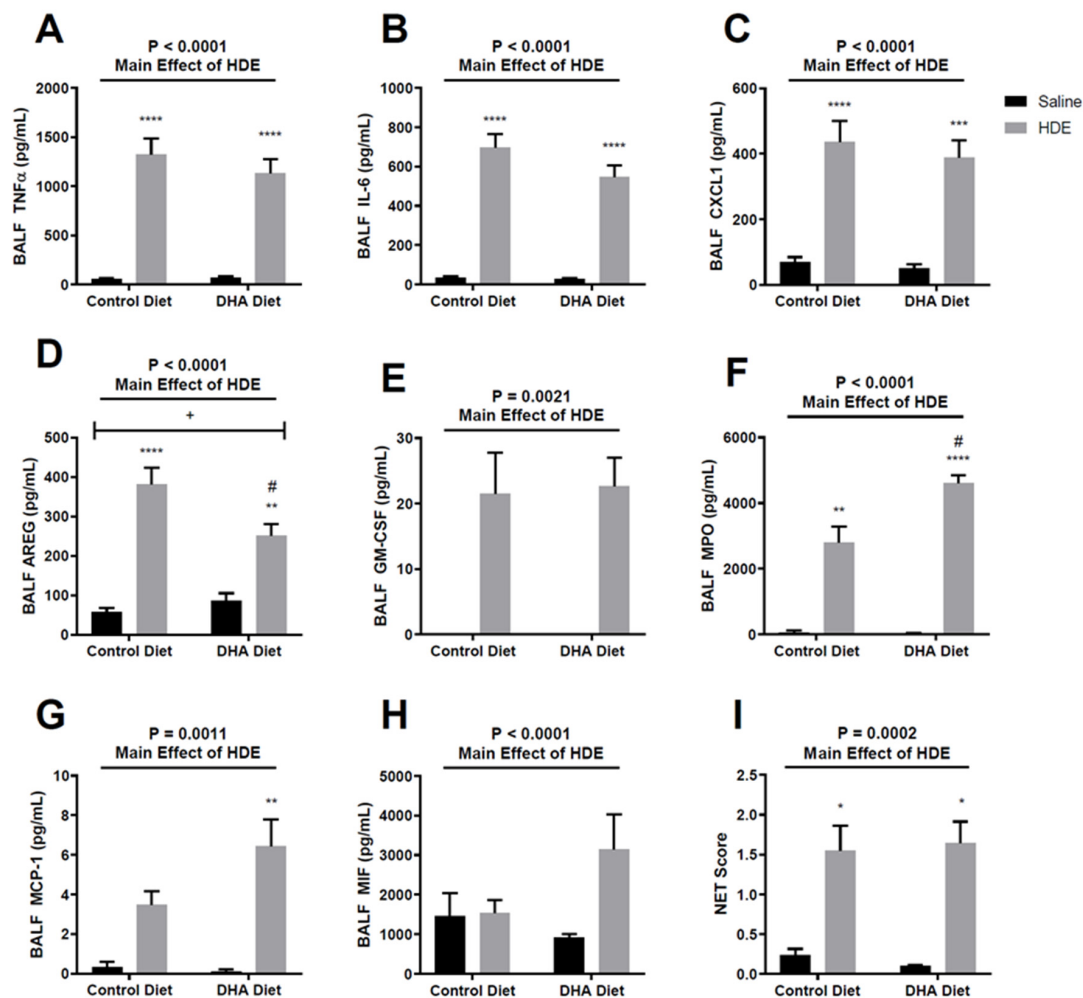 A
P < 0.0001
Main Effect of HDE
BALF TNFα (pg/mL)
2000
1500
1000
500
0
****
****
Control Diet
DHA Diet
B
P < 0.0001
Main Effect of HDE
BALF IL-6 (pg/mL)
1000
800
600
400
200
0
****
****
Control Diet
DHA Diet
C
P < 0.0001
Main Effect of HDE
BALF CXCL1 (pg/mL)
600
400
200
0
****
***
Control Diet
DHA Diet
Saline
HDE
D
P < 0.0001
Main Effect of HDE
+
BALF AREG (pg/mL)
500
400
300
200
100
0
****
#
**
Control Diet
DHA Diet
E
P = 0.0021
Main Effect of HDE
BALF GM-CSF (pg/mL)
30
20
10
0
Control Diet
DHA Diet
F
P < 0.0001
Main Effect of HDE
BALF MPO (pg/mL)
6000
4000
2000
0
**
#
****
Control Diet
DHA Diet
G
P = 0.0011
Main Effect of HDE
BALF MCP-1 (pg/mL)
10
8
6
4
2
0
**
Control Diet
DHA Diet
H
P < 0.0001
Main Effect of HDE
BALF MIF (pg/mL)
5000
4000
3000
2000
1000
0
Control Diet
DHA Diet
I
P = 0.0002
Main Effect of HDE
NET Score
2.5
2.0
1.5
1.0
0.5
0.0
*
*
Control Diet
DHA Diet